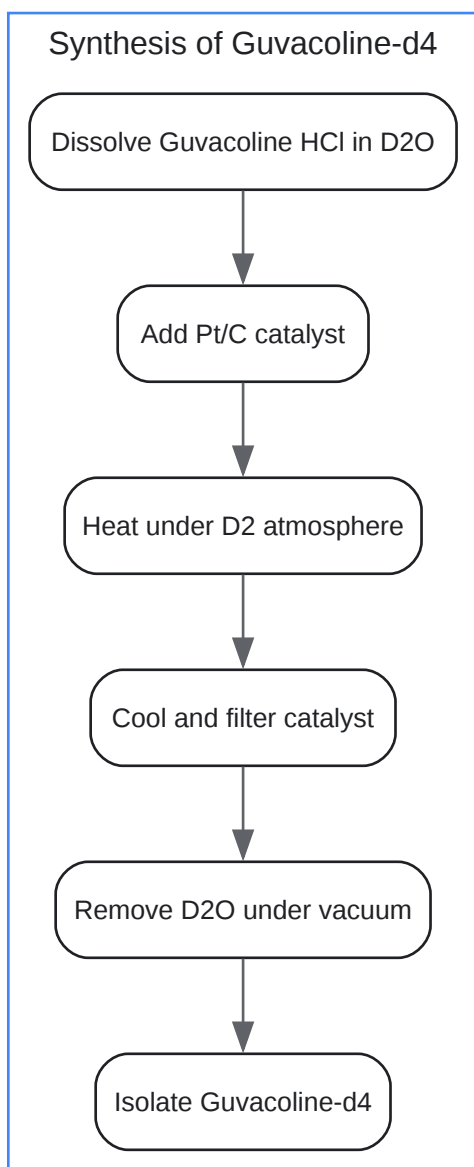 Synthesis of Guvacoline-d4
Dissolve Guvacoline HCl in D2O
Add Pt/C catalyst
Heat under D2 atmosphere
Cool and filter catalyst
Remove D2O under vacuum
Isolate Guvacoline-d4